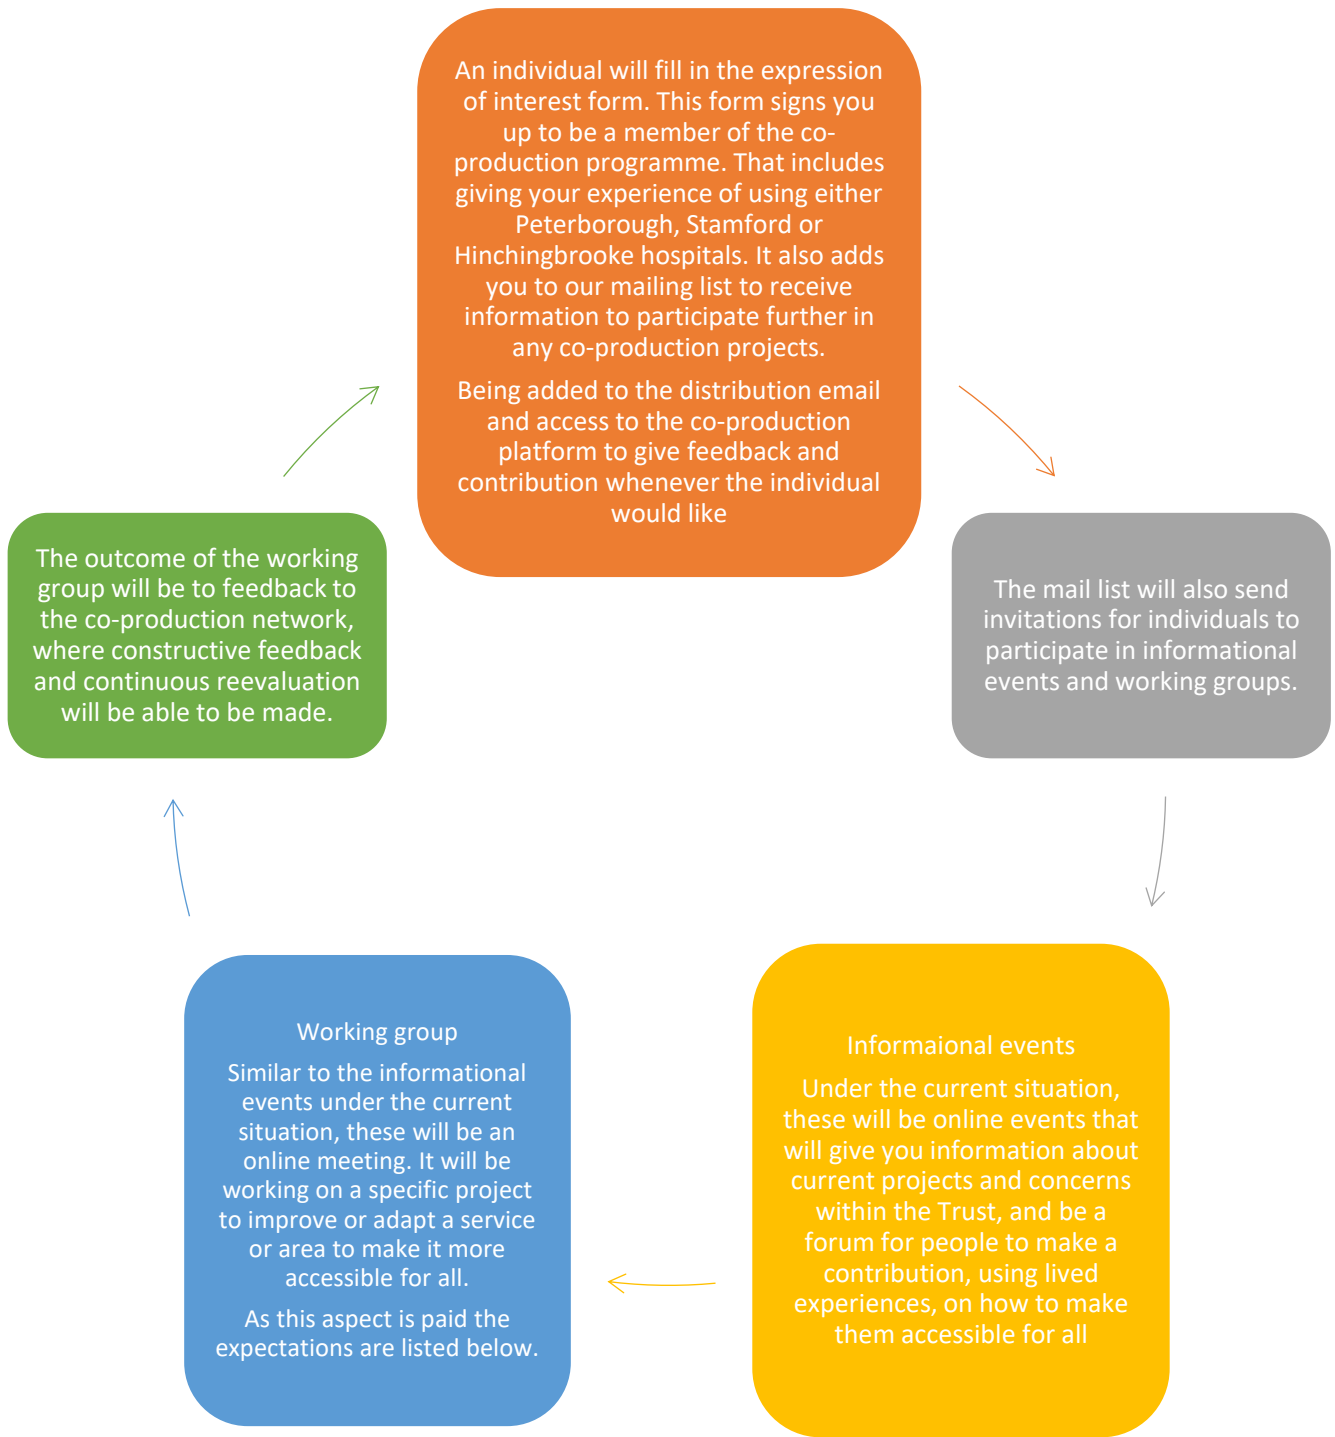 An individual will fill in the expression
of interest form. This form signs you
up to be a member of the co-
production programme. That includes
giving your experience of using either
Peterborough, Stamford or
Hinchingbrooke hospitals. It also adds
you to our mailing list to receive
information to participate further in
any co-production projects.
Being added to the distribution email
and access to the co-production
platform to give feedback and
contribution whenever the individual
would like
The mail list will also send
invitations for individuals to
participate in informational
events and working groups.
Informaional events
Under the current situation,
these will be online events that
will give you information about
current projects and concerns
within the Trust, and be a
forum for people to make a
contribution, using lived
experiences, on how to make
them accessible for all
Working group
Similar to the informational
events under the current
situation, these will be an
online meeting. It will be
working on a specific project
to improve or adapt a service
or area to make it more
accessible for all.
As this aspect is paid the
expectations are listed below.
The outcome of the working
group will be to feedback to
the co-production network,
where constructive feedback
and continuous reevaluation
will be able to be made.